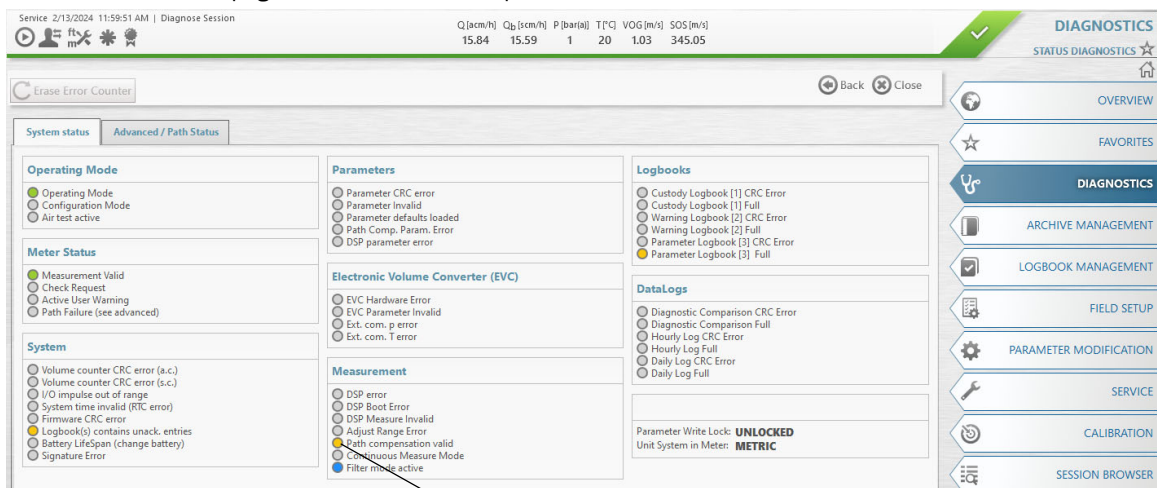 Service 2/13/2024 11:59:51 AM | Diagnose Session
Q [acm/h] Qb [scm/h] P [bar(a)] T[°C] VOG [m/s] SOS [m/s]
15.84 15.59 1 20 1.03 345.05
ft
m
DIAGNOSTICS
STATUS DIAGNOSTICS
Erase Error Counter
Back
Close
System status
Advanced / Path Status
Operating Mode
Operating Mode
Configuration Mode
Air test active
Meter Status
Measurement Valid
Check Request
Active User Warning
Path Failure (see advanced)
System
Volume counter CRC error (a.c.)
Volume counter CRC error (s.c.)
I/O impulse out of range
System time invalid (RTC error)
Firmware CRC error
Logbook(s) contains unack. entries
Battery LifeSpan (change battery)
Signature Error
Parameters
Parameter CRC error
Parameter Invalid
Parameter defaults loaded
Path Comp. Param. Error
DSP parameter error
Electronic Volume Converter (EVC)
EVC Hardware Error
EVC Parameter Invalid
Ext. com. p error
Ext. com. T error
Measurement
DSP error
DSP Boot Error
DSP Measure Invalid
Adjust Range Error
Path compensation valid
Continuous Measure Mode
Filter mode active
Logbooks
Custody Logbook [1] CRC Error
Custody Logbook [1] Full
Warning Logbook [2] CRC Error
Warning Logbook [2] Full
Parameter Logbook [3] CRC Error
Parameter Logbook [3] Full
DataLogs
Diagnostic Comparison CRC Error
Diagnostic Comparison Full
Hourly Log CRC Error
Hourly Log Full
Daily Log CRC Error
Daily Log Full
Parameter Write Lock: UNLOCKED
Unit System in Meter: METRIC
OVERVIEW
FAVORITES
DIAGNOSTICS
ARCHIVE MANAGEMENT
LOGBOOK MANAGEMENT
FIELD SETUP
PARAMETER MODIFICATION
SERVICE
CALIBRATION
SESSION BROWSER